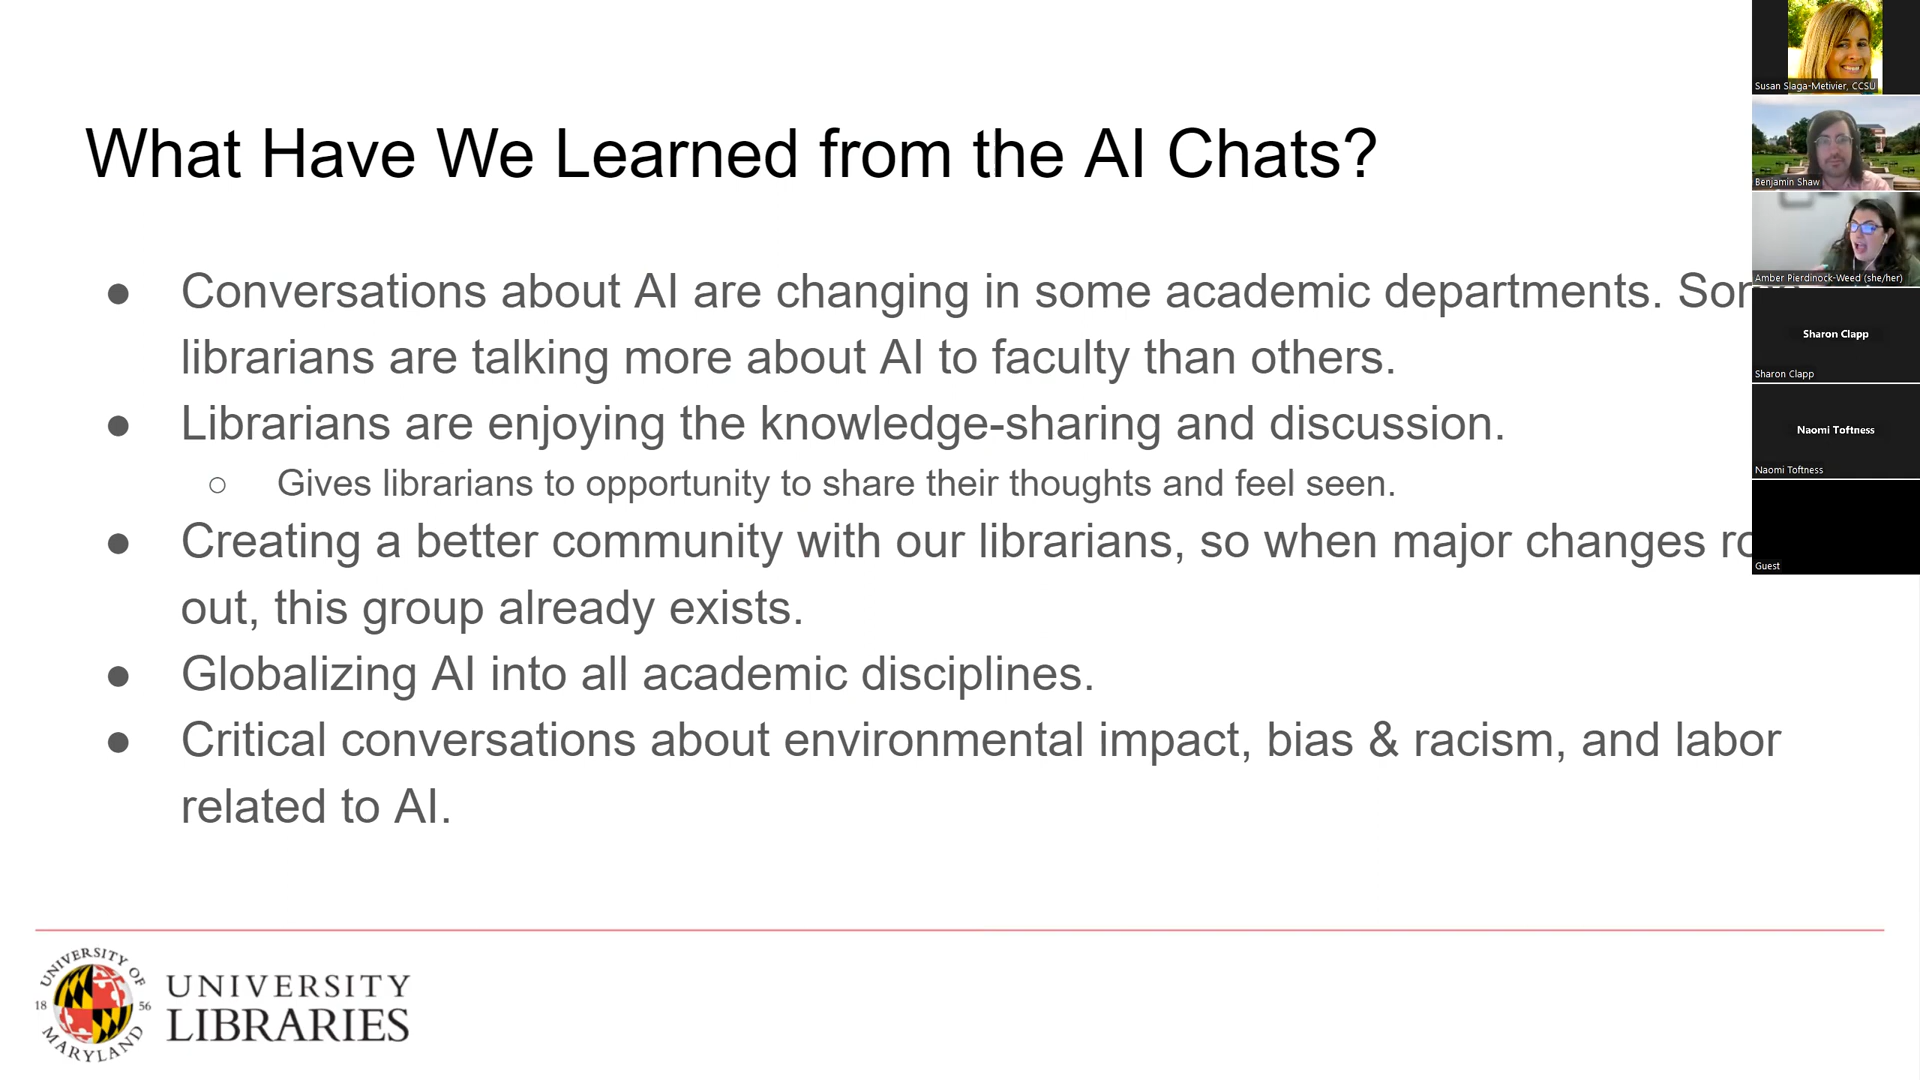 What Have We Learned from the AI Chats?
● Conversations about AI are changing in some academic departments.
librarians are talking more about AI to faculty than others.
● Librarians are enjoying the knowledge-sharing and discussion.
○ Gives librarians to opportunity to share their thoughts and feel seen.
● Creating a better community with our librarians, so when major changes
out, this group already exists.
● Globalizing AI into all academic disciplines.
● Critical conversations about environmental impact, bias & racism, and labor
related to AI.
UNIVERSITY OF
18 56
MARYLAND
UNIVERSITY
LIBRARIES
Susan Slaga-Metivier, CCSU
Benjamin Shaw
Amber Pierdinock-Weed (she/her)
Sharon Clapp
Sharon Clapp
Naomi Toftness
Naomi Toftness
Guest